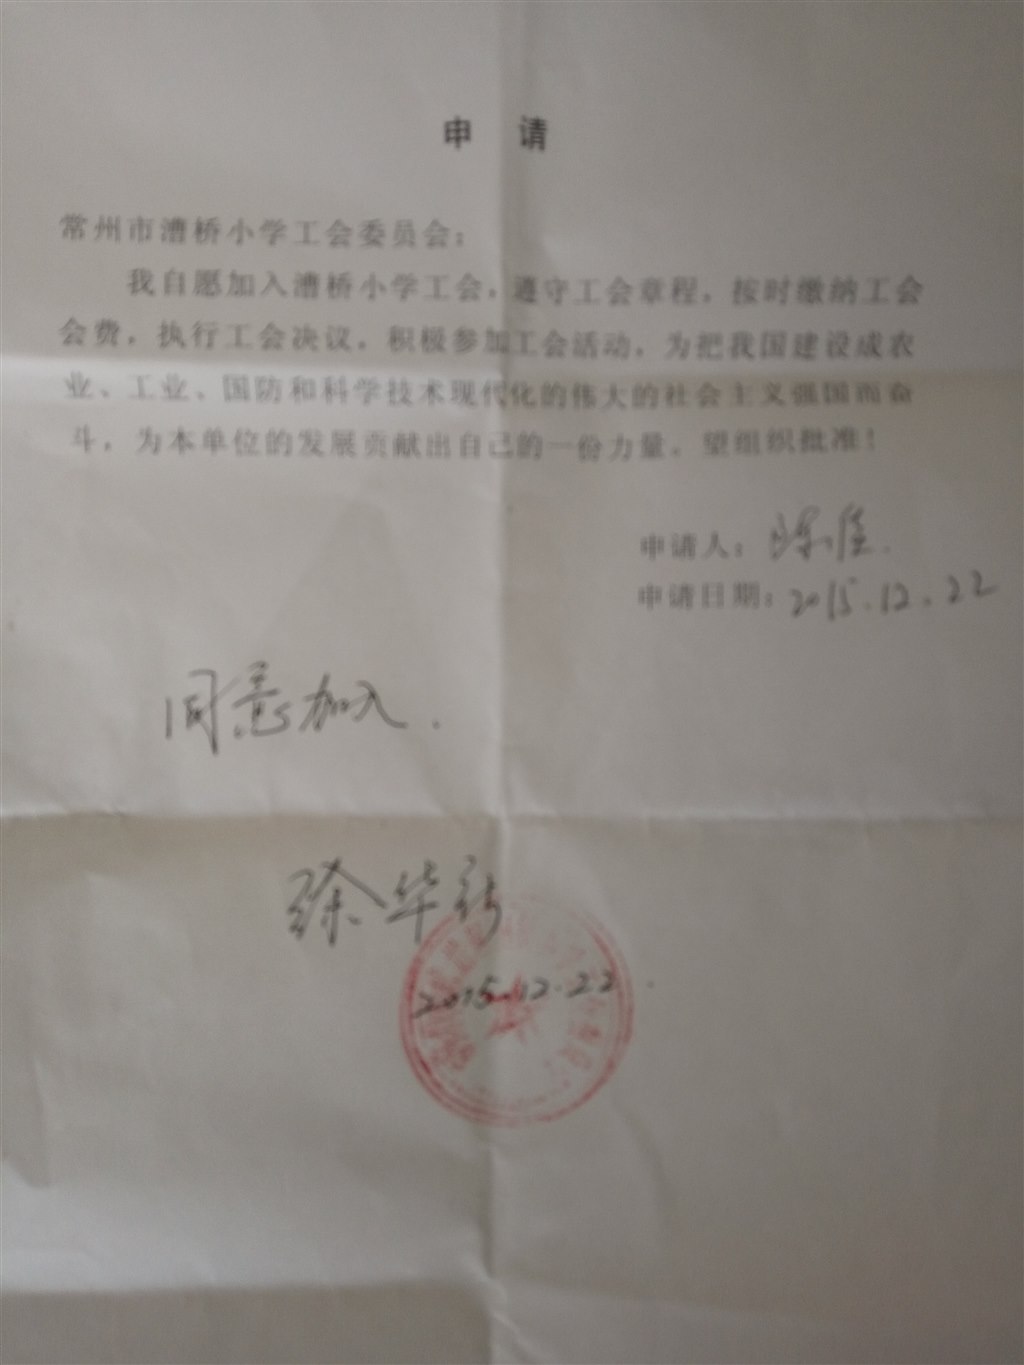 申 请
常州市漕桥小学工会委员会：
我自愿加入漕桥小学工会，遵守工会章程，按时缴纳工会
会费，执行工会决议，积极参加工会活动，为把我国建设成农
业、工业、国防和科学技术现代化的伟大的社会主义强国而奋
斗，为本单位的发展贡献出自己的一份力量。望组织批准！
申请人：陈佳.
申请日期：2015.12.22
同意加入.
徐华新
2015.12.22.